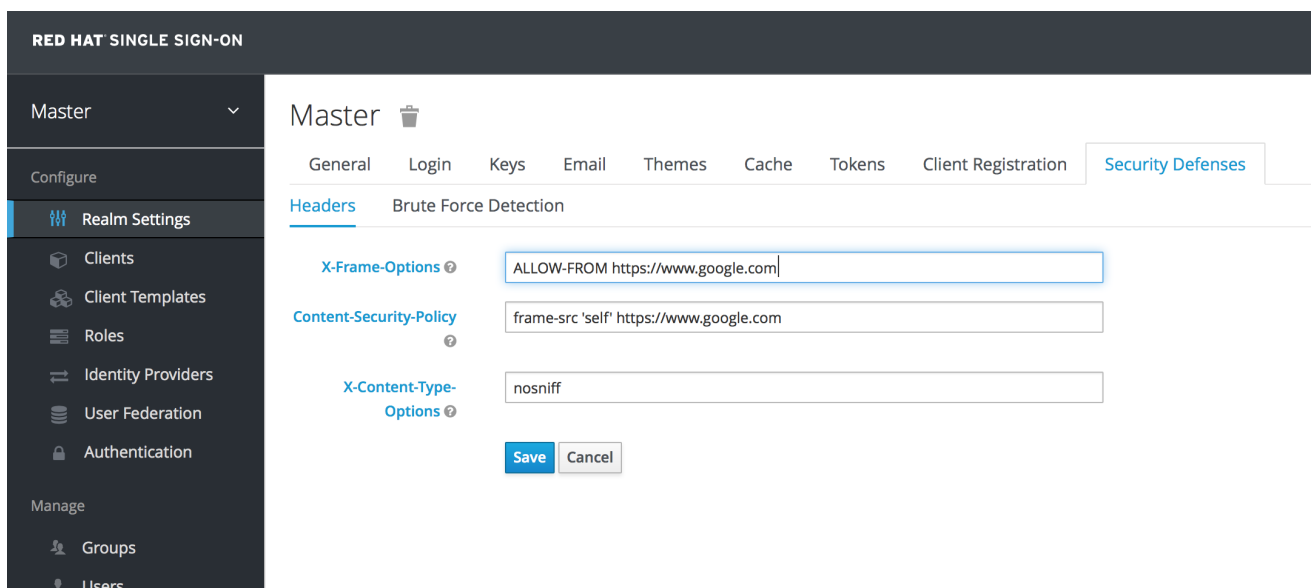 RED HAT SINGLE SIGN-ON
Master
Configure
Realm Settings
Clients
Client Templates
Roles
Identity Providers
User Federation
Authentication
Manage
Groups
Users
Master
General Login Keys Email Themes Cache Tokens Client Registration Security Defenses
Headers Brute Force Detection
X-Frame-Options ALLOW-FROM https://www.google.com
Content-Security-Policy frame-src 'self' https://www.google.com
X-Content-Type- nosniff
Options
Save Cancel